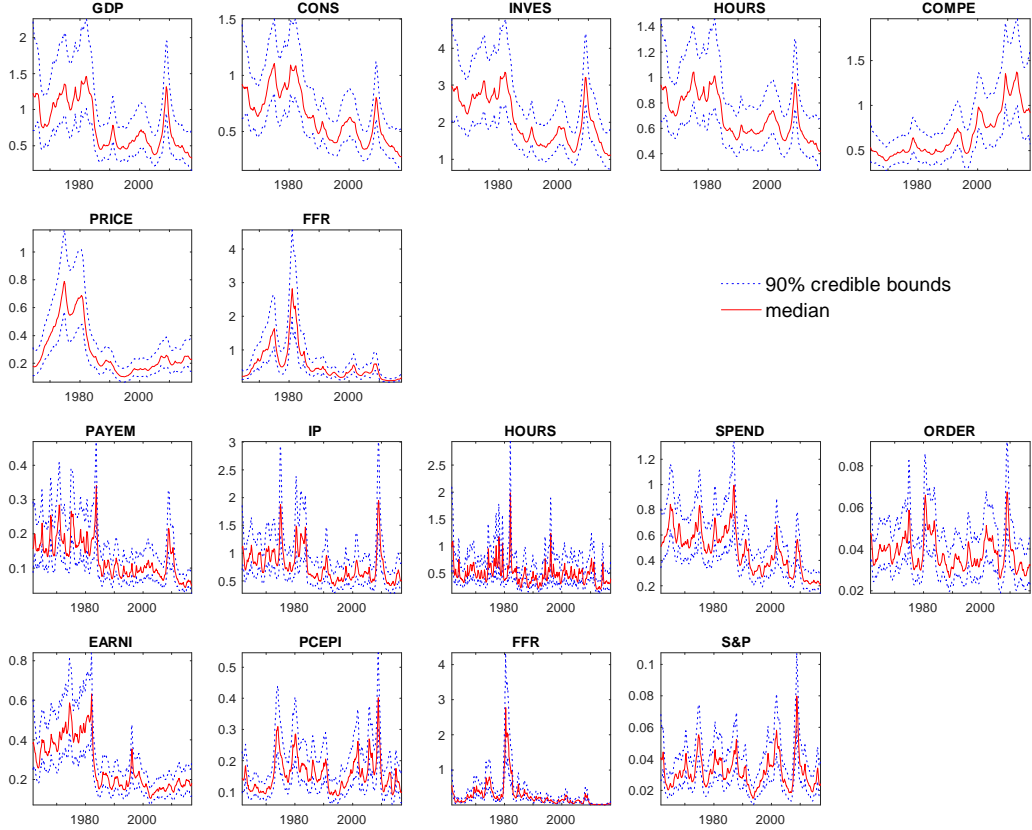 GDP CONS INVES HOURS COMPE
2 1.5 4 1.4 1.5
1.5 1 3 1.2 1
1 0.5 2 1 0.5
0.5 1 0.8
0.6
0.4
1980 2000 1980 2000 1980 2000 1980 2000 1980 2000
PRICE FFR
1 4
0.8 3
0.6 2
0.4 1
0.2
1980 2000 1980 2000
90% credible bounds
median
PAYEM IP HOURS SPEND ORDER
0.4 3 2.5 1.2 0.08
0.3 2.5 2 1 0.06
0.2 2 1.5 0.8 0.04
0.1 1.5 1 0.6 0.02
1 0.5 0.4
0.5 0.2
1980 2000 1980 2000 1980 2000 1980 2000 1980 2000
EARNI PCEPI FFR S&P
0.8 0.5 4 0.1
0.6 0.4 3 0.08
0.4 0.3 2 0.06
0.2 0.2 1 0.04
0.1 0.02
1980 2000 1980 2000 1980 2000 1980 2000